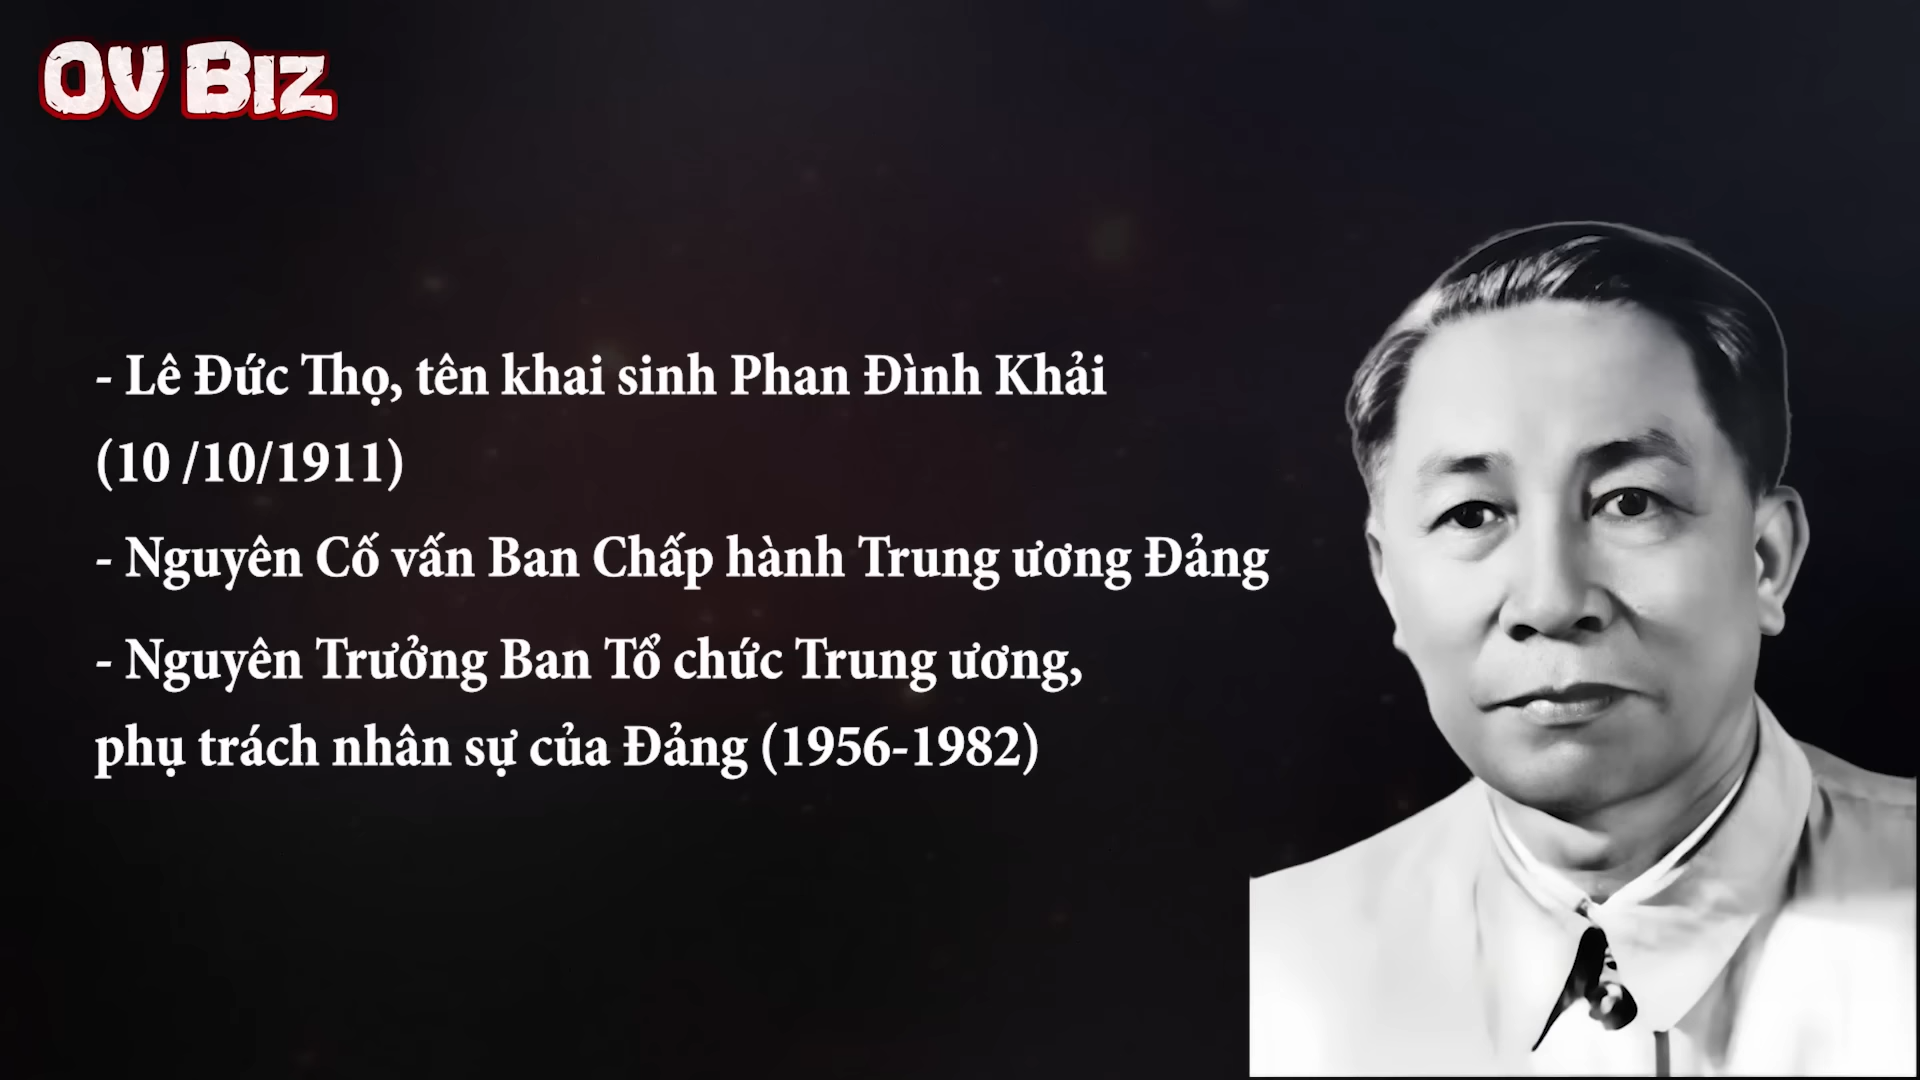 OV BIZ
- Lê Đức Thọ, tên khai sinh Phan Đình Khải
(10 /10/1911)
- Nguyên Cố vấn Ban Chấp hành Trung ương Đảng
- Nguyên Trưởng Ban Tổ chức Trung ương,
phụ trách nhân sự của Đảng (1956-1982)